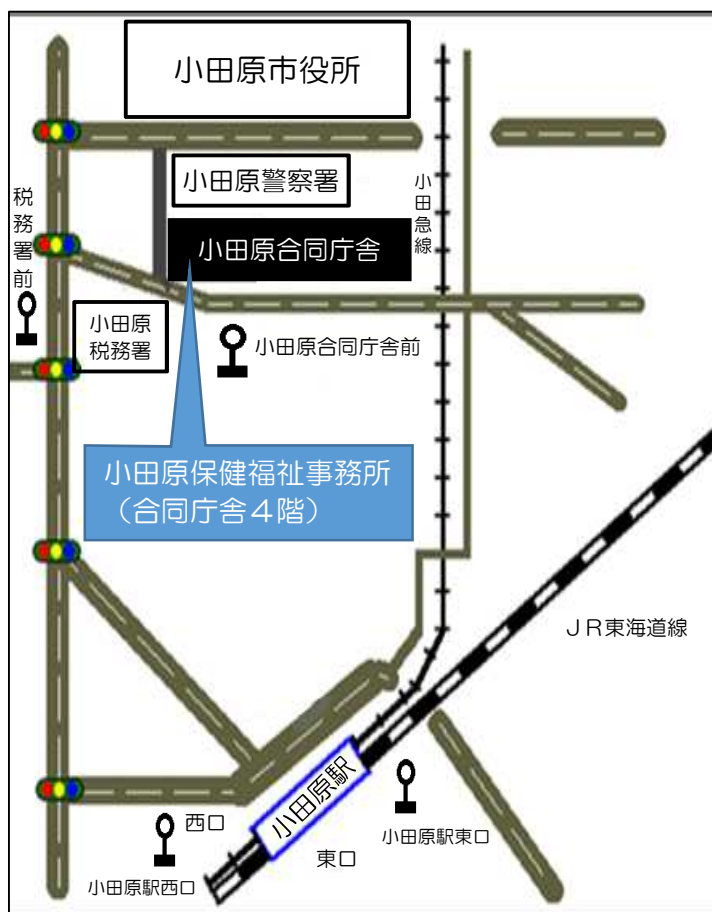 小田原市役所
小田原警察署
小田急線
税務署前
小田原合同庁舎
小田原
税務署
小田原合同庁舎前
小田原保健福祉事務所
（合同庁舎４階）
ＪＲ東海道線
小田原駅
西口
小田原駅東口
東口
小田原駅西口